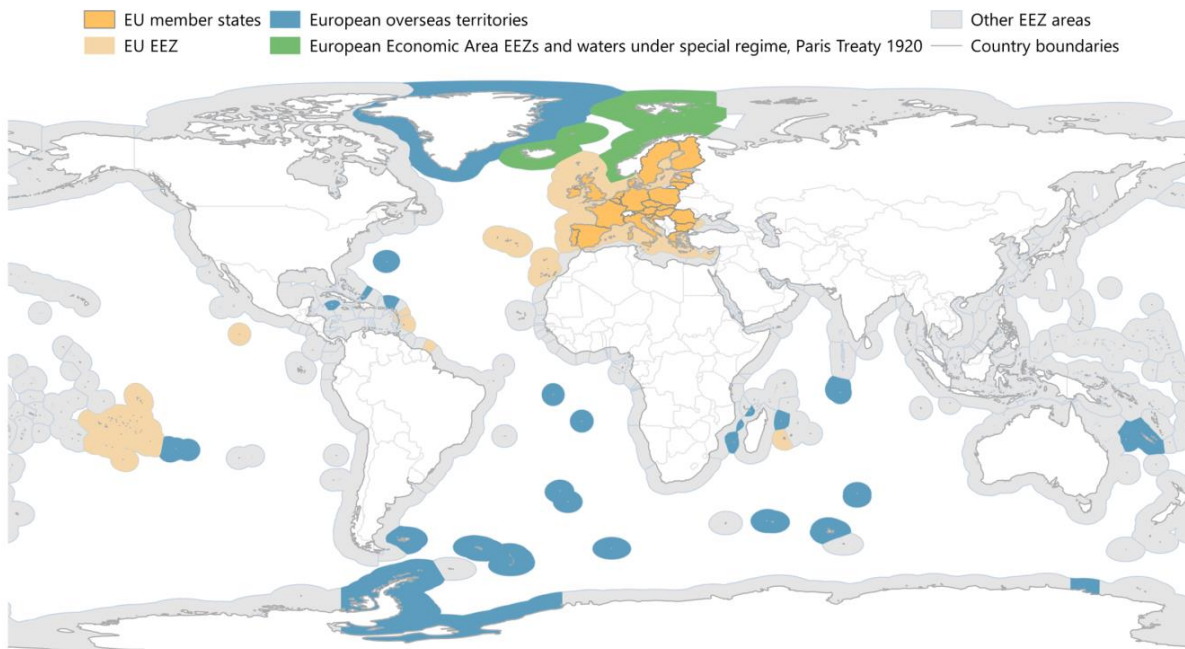 EU member states
European overseas territories
Other EEZ areas
EU EEZ
European Economic Area EEZs and waters under special regime, Paris Treaty 1920
Country boundaries